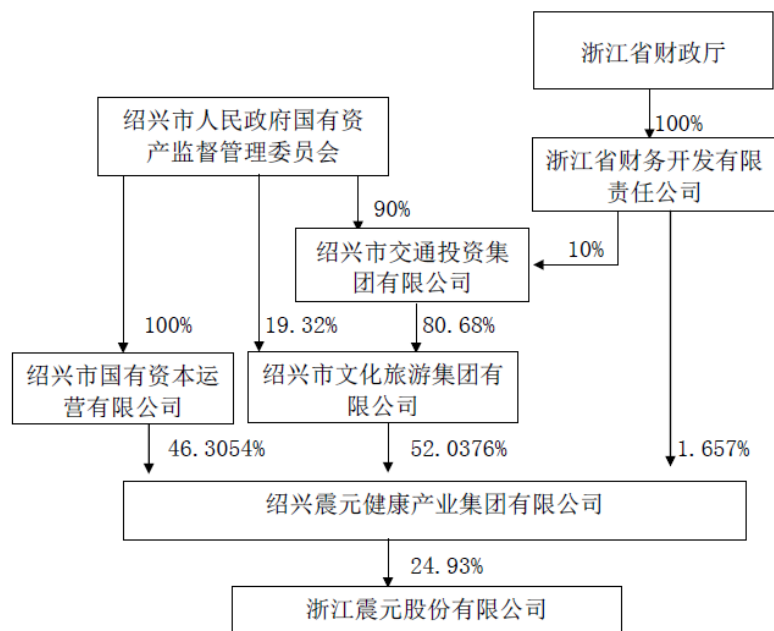 浙江省财政厅
100%
绍兴市人民政府国有资
产监督管理委员会
浙江省财务开发有限
责任公司
90%
10%
绍兴市交通投资集
团有限公司
100%
19.32%
80.68%
绍兴市国有资本运
营有限公司
绍兴市文化旅游集团有
限公司
46.3054%
52.0376%
1.657%
绍兴震元健康产业集团有限公司
24.93%
浙江震元股份有限公司